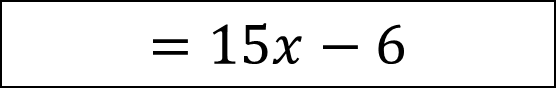 = 15x − 6